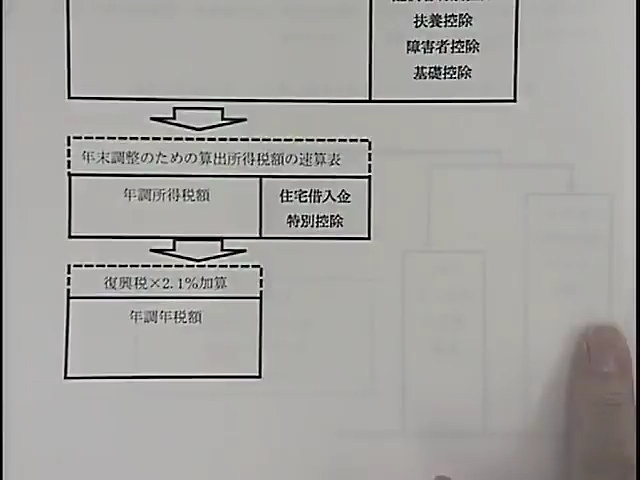 扶養控除
障害者控除
基礎控除
年末調整のための算出所得税額の速算表
年調所得税額
住宅借入金
特別控除
復興税×2.1%加算
年調年税額